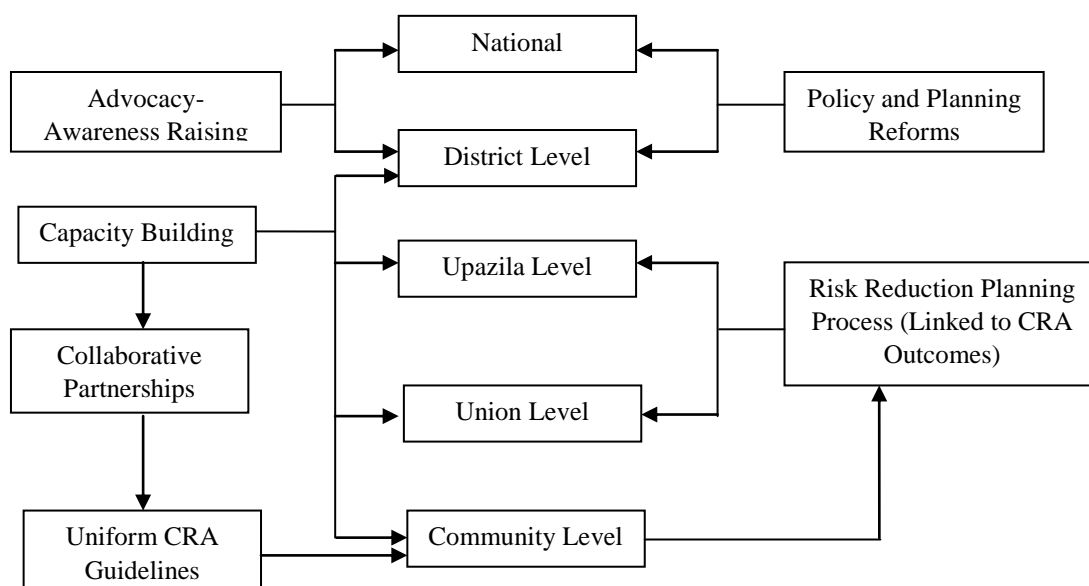 National
Advocacy-
Awareness Raising
Policy and Planning
Reforms
District Level
Capacity Building
Upazila Level
Risk Reduction Planning
Process (Linked to CRA
Outcomes)
Collaborative
Partnerships
Union Level
Uniform CRA
Guidelines
Community Level